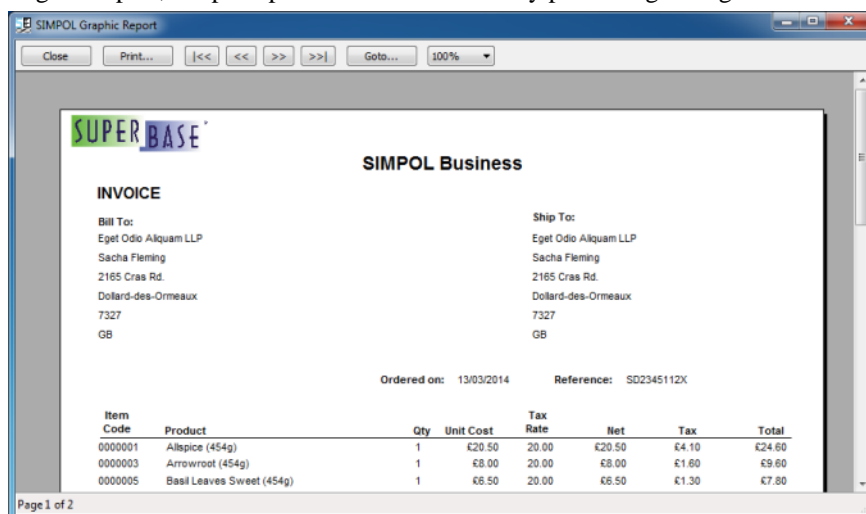 SIMPOL Graphic Report
Close Print... |<< << >> >>| Goto... 100%
SUPERBASE
SIMPOL Business
INVOICE
Bill To: Ship To:
Eget Odio Aliquam LLP Eget Odio Aliquam LLP
Sacha Fleming Sacha Fleming
2165 Cras Rd. 2165 Cras Rd.
Dollard-des-Ormeaux Dollard-des-Ormeaux
7327 7327
GB GB
Ordered on: 13/03/2014 Reference: SD2345112X
Item Code Product Qty Unit Cost Tax Rate Net Tax Total
0000001 Allspice (454g) 1 £20.50 20.00 £20.50 £4.10 £24.60
0000003 Arrowroot (454g) 1 £8.00 20.00 £8.00 £1.60 £9.60
0000005 Basil Leaves Sweet (454g) 1 £6.50 20.00 £6.50 £1.30 £7.80
Page 1 of 2